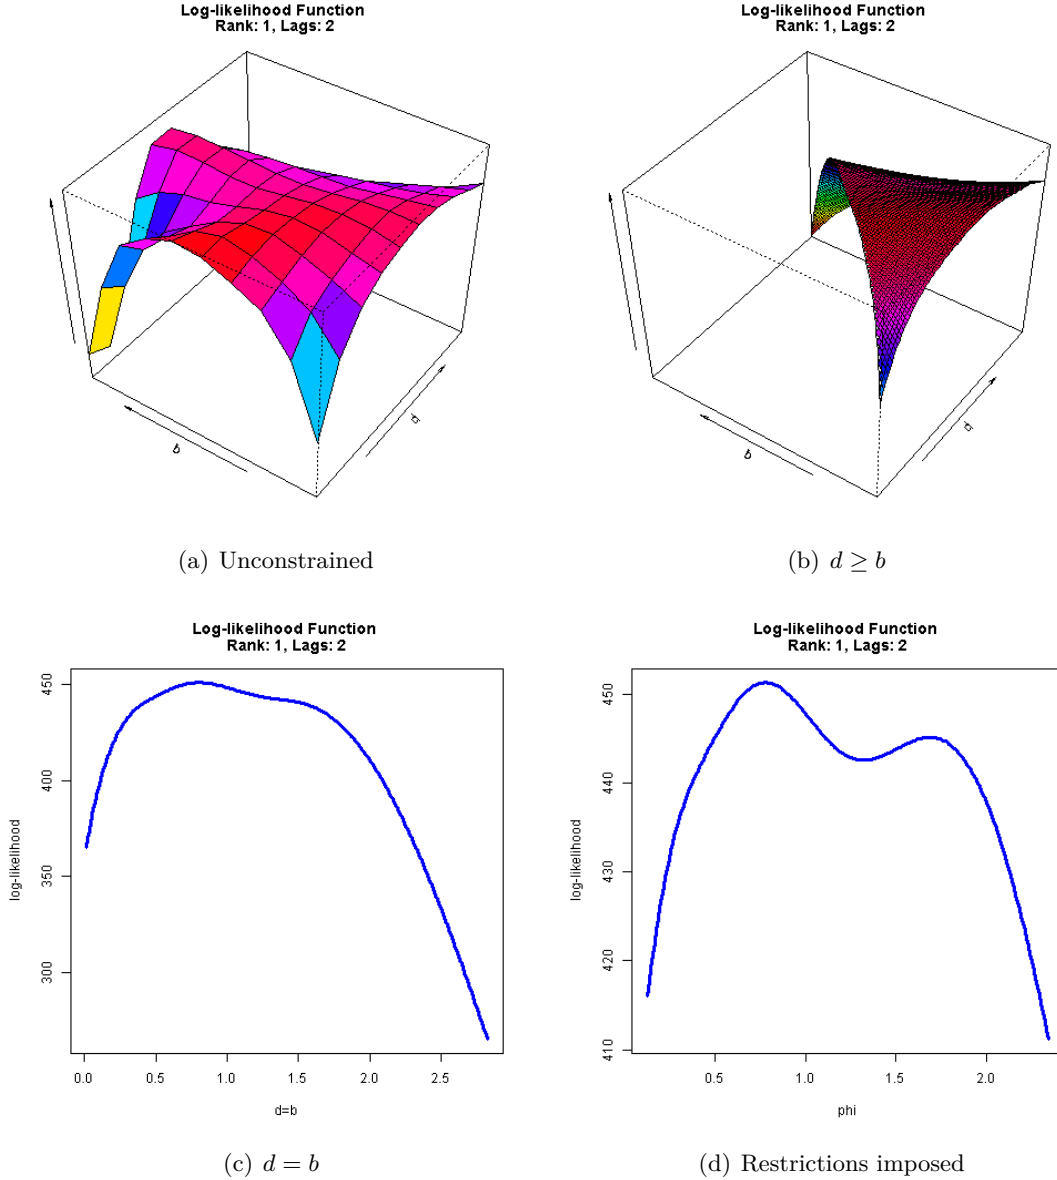 Log-likelihood Function
Rank: 1, Lags: 2
b
d
(a) Unconstrained
Log-likelihood Function
Rank: 1, Lags: 2
b
d
(b) d ≥ b
Log-likelihood Function
Rank: 1, Lags: 2
log-likelihood
450
400
350
300
0.0 0.5 1.0 1.5 2.0 2.5
d=b
(c) d = b
Log-likelihood Function
Rank: 1, Lags: 2
log-likelihood
450
440
430
420
410
0.5 1.0 1.5 2.0
phi
(d) Restrictions imposed